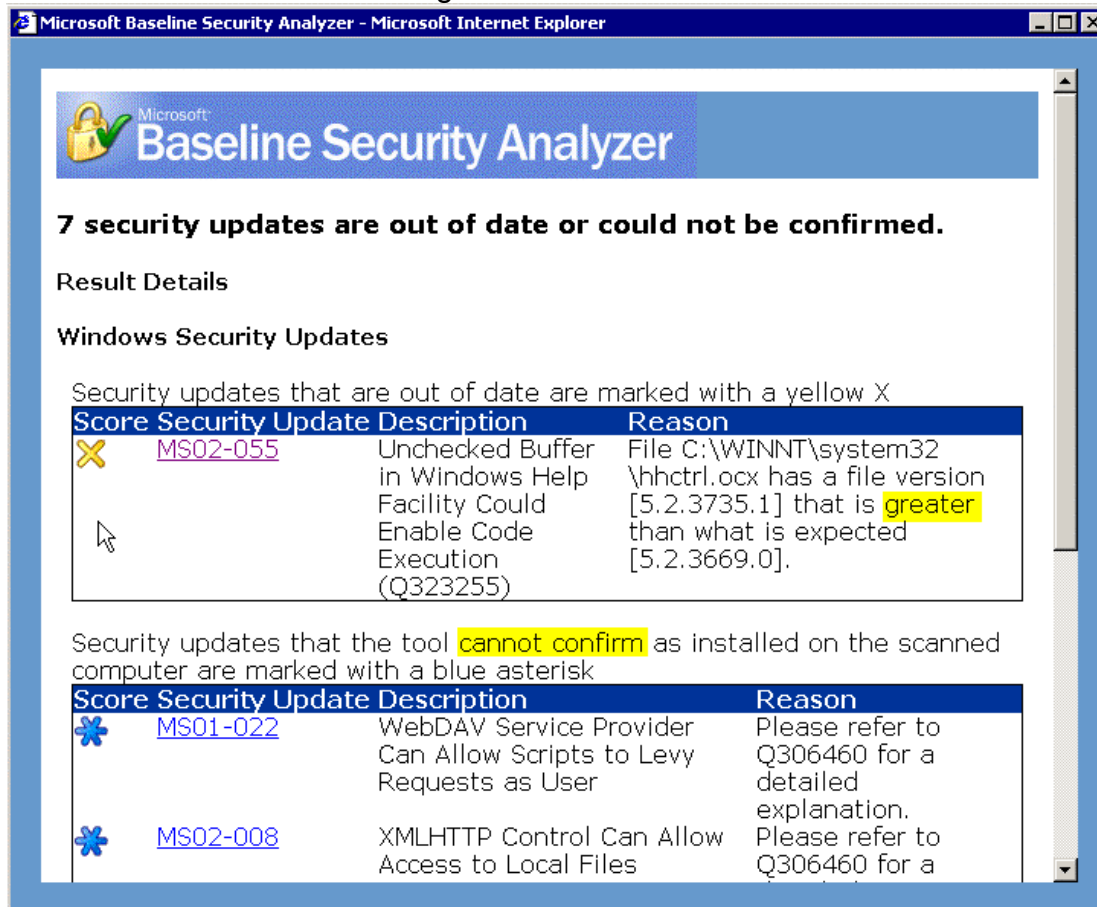 Microsoft Baseline Security Analyzer - Microsoft Internet Explorer
Microsoft
Baseline Security Analyzer
7 security updates are out of date or could not be confirmed.
Result Details
Windows Security Updates
Security updates that are out of date are marked with a yellow X
Score Security Update Description Reason
MS02-055 Unchecked Buffer File C:\WINNT\system32
in Windows Help \hhctrl.ocx has a file version
Facility Could [5.2.3735.1] that is greater
Enable Code than what is expected
Execution [5.2.3669.0].
(Q323255)
Security updates that the tool cannot confirm as installed on the scanned
computer are marked with a blue asterisk
Score Security Update Description Reason
MS01-022 WebDAV Service Provider Please refer to
Can Allow Scripts to Levy Q306460 for a
Requests as User detailed
explanation.
MS02-008 XMLHTTP Control Can Allow Please refer to
Access to Local Files Q306460 for a